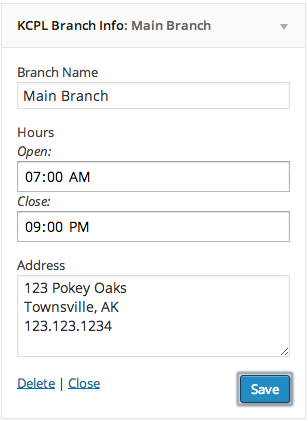 KCPL Branch Info: Main Branch
Branch Name
Main Branch
Hours
Open:
07:00 AM
Close:
09:00 PM
Address
123 Pokey Oaks
Townsville, AK
123.123.1234
Delete | Close
Save